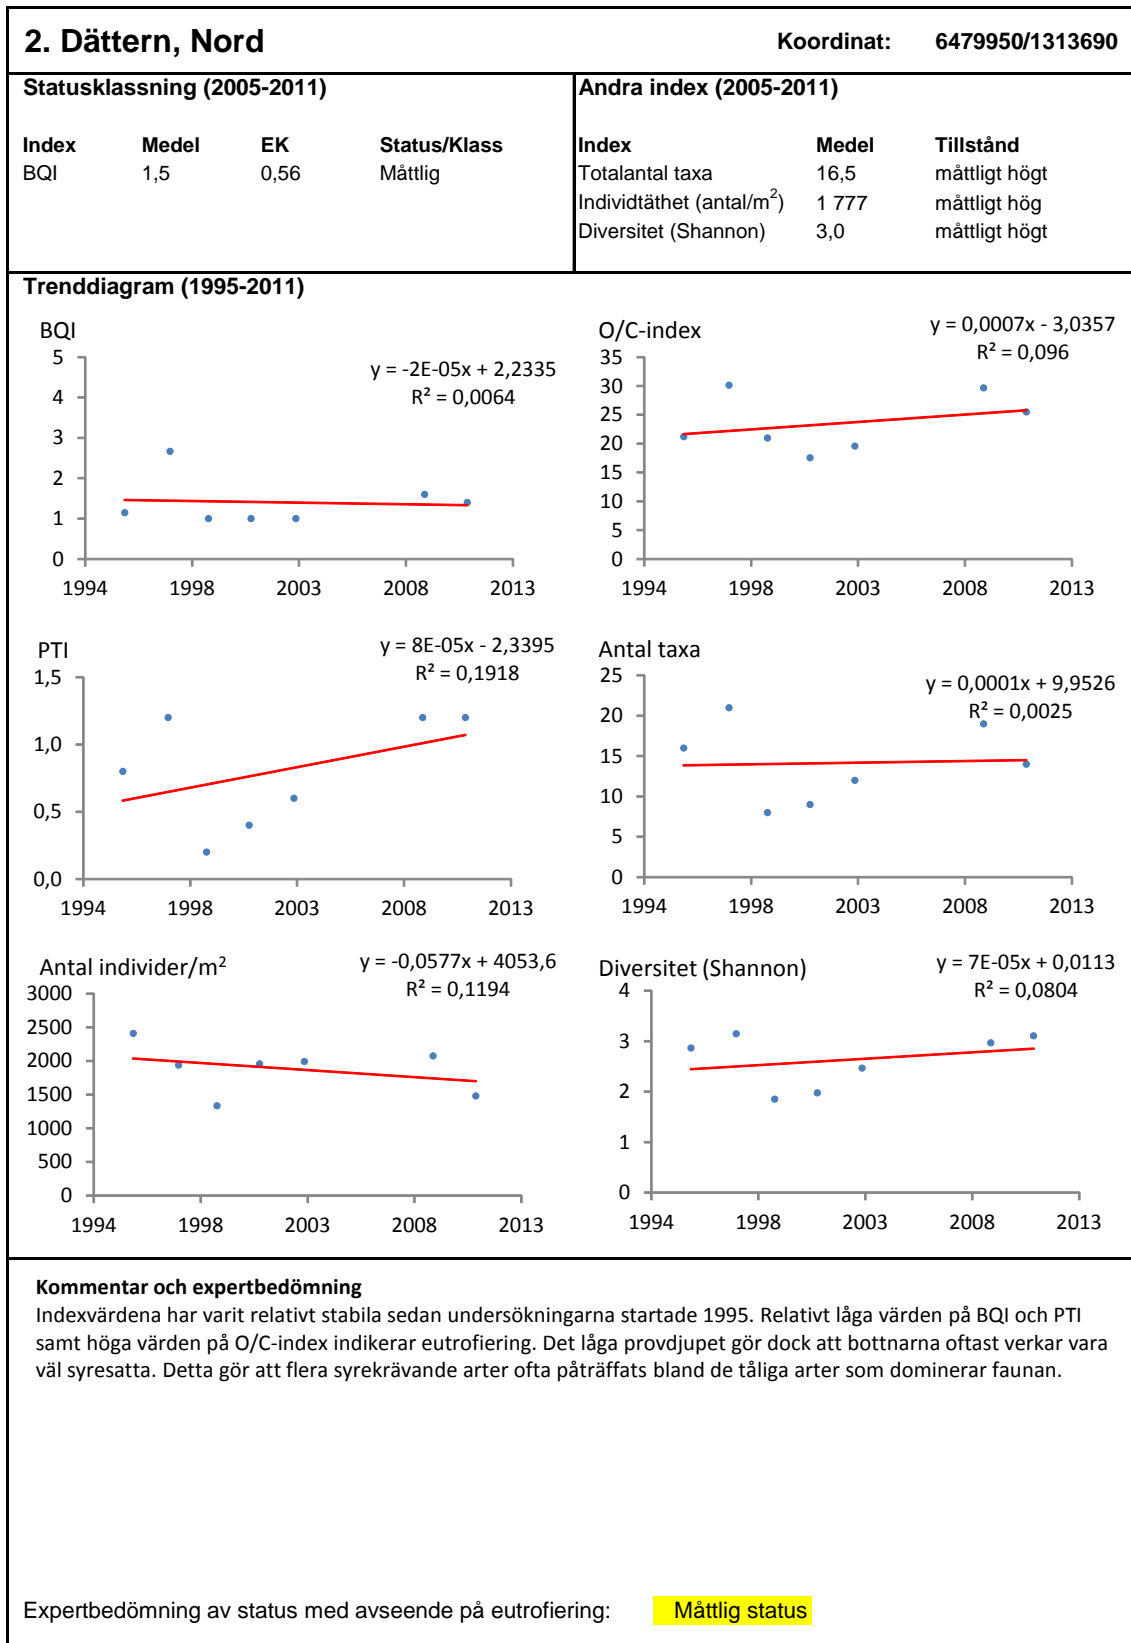 2. Dättern, Nord Koordinat: 6479950/1313690
Statusklassning (2005-2011)
Index Medel EK Status/Klass
BQI 1,5 0,56 Måttlig
Andra index (2005-2011)
Index Medel Tillstånd
Totalantal taxa 16,5 måttligt högt
Individtäthet (antal/m²) 1 777 måttligt hög
Diversitet (Shannon) 3,0 måttligt högt
Trenddiagram (1995-2011)
BQI
y = -2E-05x + 2,2335
R² = 0,0064
5
4
3
2
1
0
1994 1998 2003 2008 2013
O/C-index
y = 0,0007x - 3,0357
R² = 0,096
35
30
25
20
15
10
5
0
1994 1998 2003 2008 2013
PTI
y = 8E-05x - 2,3395
R² = 0,1918
1,5
1,0
0,5
0,0
1994 1998 2003 2008 2013
Antal taxa
y = 0,0001x + 9,9526
R² = 0,0025
25
20
15
10
5
0
1994 1998 2003 2008 2013
Antal individer/m²
y = -0,0577x + 4053,6
R² = 0,1194
3000
2500
2000
1500
1000
500
0
1994 1998 2003 2008 2013
Diversitet (Shannon)
y = 7E-05x + 0,0113
R² = 0,0804
4
3
2
1
0
1994 1998 2003 2008 2013
Kommentar och expertbedömning
Indexvärdena har varit relativt stabila sedan undersökningarna startade 1995. Relativt låga värden på BQI och PTI
samt höga värden på O/C-index indikerar eutrofiering. Det låga provdjupet gör dock att bottnarna oftast verkar vara
väl syresatta. Detta gör att flera syrekrävande arter ofta påträffats bland de tåliga arter som dominerar faunan.
Expertbedömning av status med avseende på eutrofiering: Måttlig status